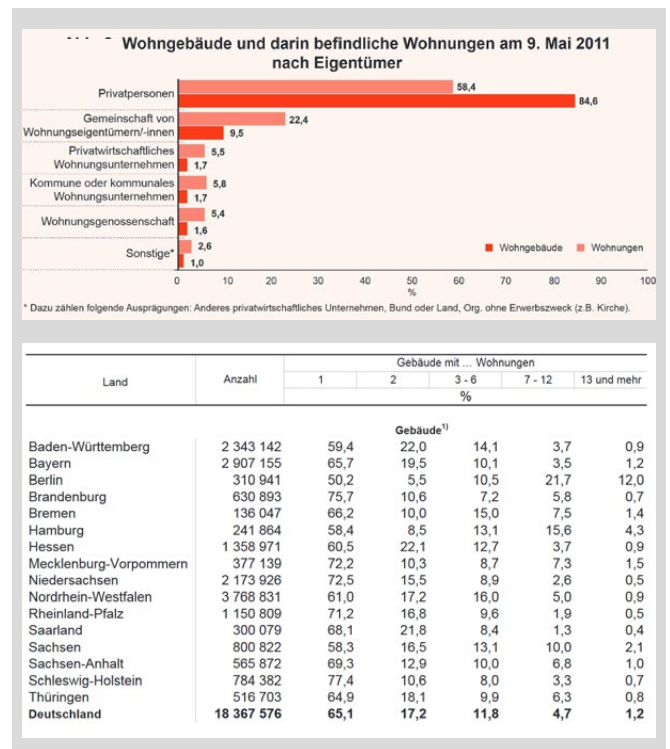 Wohngebäude und darin befindliche Wohnungen am 9. Mai 2011
nach Eigentümer
Privatpersonen
58,4
84,6
Gemeinschaft von
Wohnungseigentümern/-innen
22,4
9,5
Privatwirtschaftliches
Wohnungsunternehmen
5,5
1,7
Kommune oder kommunales
Wohnungsunternehmen
5,8
1,7
Wohnungsgenossenschaft
5,4
1,6
Sonstige*
2,6
1,0
Wohngebäude Wohnungen
0 10 20 30 40 50 60 70 80 90 100
%
* Dazu zählen folgende Ausprägungen: Anderes privatwirtschaftliches Unternehmen, Bund oder Land, Org. ohne Erwerbszweck (z.B. Kirche).
Gebäude mit ... Wohnungen
Land Anzahl 1 2 3 - 6 7 - 12 13 und mehr
%
Gebäude1)
Baden-Württemberg 2 343 142 59,4 22,0 14,1 3,7 0,9
Bayern 2 907 155 65,7 19,5 10,1 3,5 1,2
Berlin 310 941 50,2 5,5 10,5 21,7 12,0
Brandenburg 630 893 75,7 10,6 7,2 5,8 0,7
Bremen 136 047 66,2 10,0 15,0 7,5 1,4
Hamburg 241 864 58,4 8,5 13,1 15,6 4,3
Hessen 1 358 971 60,5 22,1 12,7 3,7 0,9
Mecklenburg-Vorpommern 377 139 72,2 10,3 8,7 7,3 1,5
Niedersachsen 2 173 926 72,5 15,5 8,9 2,6 0,5
Nordrhein-Westfalen 3 768 831 61,0 17,2 16,0 5,0 0,9
Rheinland-Pfalz 1 150 809 71,2 16,8 9,6 1,9 0,5
Saarland 300 079 68,1 21,8 8,4 1,3 0,4
Sachsen 800 822 58,3 16,5 13,1 10,0 2,1
Sachsen-Anhalt 565 872 69,3 12,9 10,0 6,8 1,0
Schleswig-Holstein 784 382 77,4 10,6 8,0 3,3 0,7
Thüringen 516 703 64,9 18,1 9,9 6,3 0,8
Deutschland 18 367 576 65,1 17,2 11,8 4,7 1,2